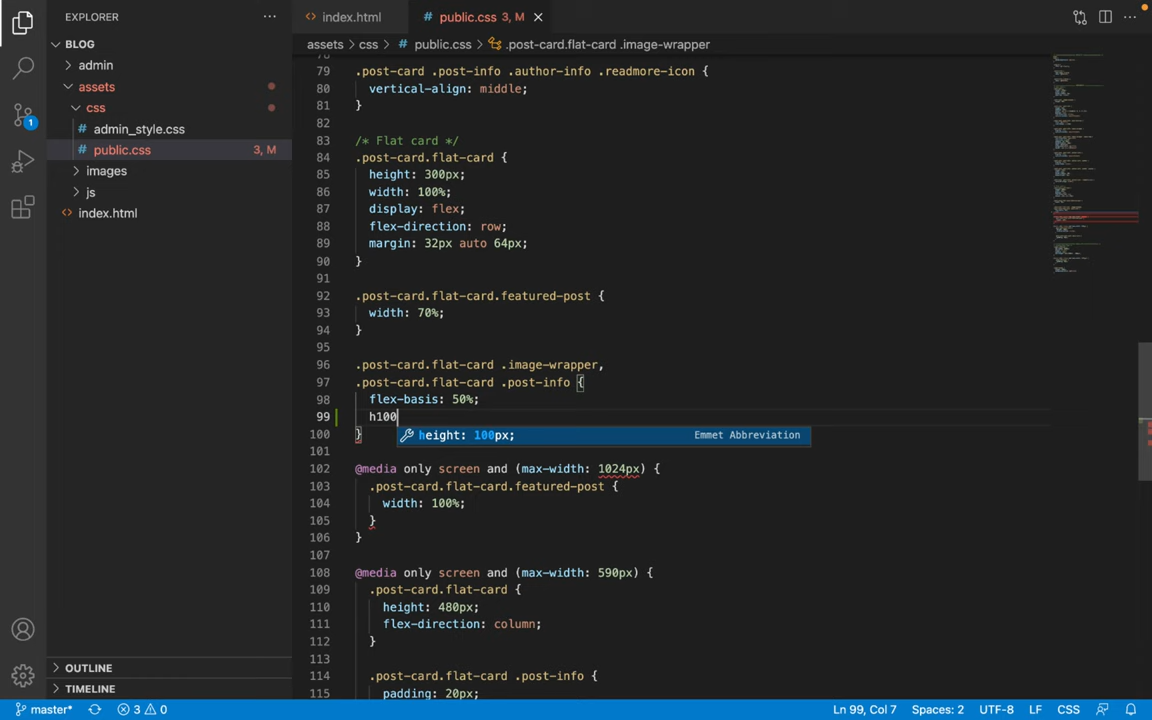 EXPLORER
···
index.html
public.css 3, M
···
BLOG
assets > css > # public.css > .post-card.flat-card .image-wrapper
admin
assets
css
# admin_style.css
# public.css 3, M
images
js
index.html
1
78
79 .post-card .post-info .author-info .readmore-icon {
80 vertical-align: middle;
81 }
82
83 /* Flat card */
84 .post-card.flat-card {
85 height: 300px;
86 width: 100%;
87 display: flex;
88 flex-direction: row;
89 margin: 32px auto 64px;
90 }
91
92 .post-card.flat-card.featured-post {
93 width: 70%;
94 }
95
96 .post-card.flat-card .image-wrapper,
97 .post-card.flat-card .post-info {
98 flex-basis: 50%;
99 h100
height: 100px; Emmet Abbreviation
100 }
101
102 @media only screen and (max-width: 1024px) {
103 .post-card.flat-card.featured-post {
104 width: 100%;
105 }
106 }
107
108 @media only screen and (max-width: 590px) {
109 .post-card.flat-card {
110 height: 480px;
111 flex-direction: column;
112 }
113
114 .post-card.flat-card .post-info {
115 padding: 20px;
OUTLINE
TIMELINE
master* 3 0 Ln 99, Col 7 Spaces: 2 UTF-8 LF CSS